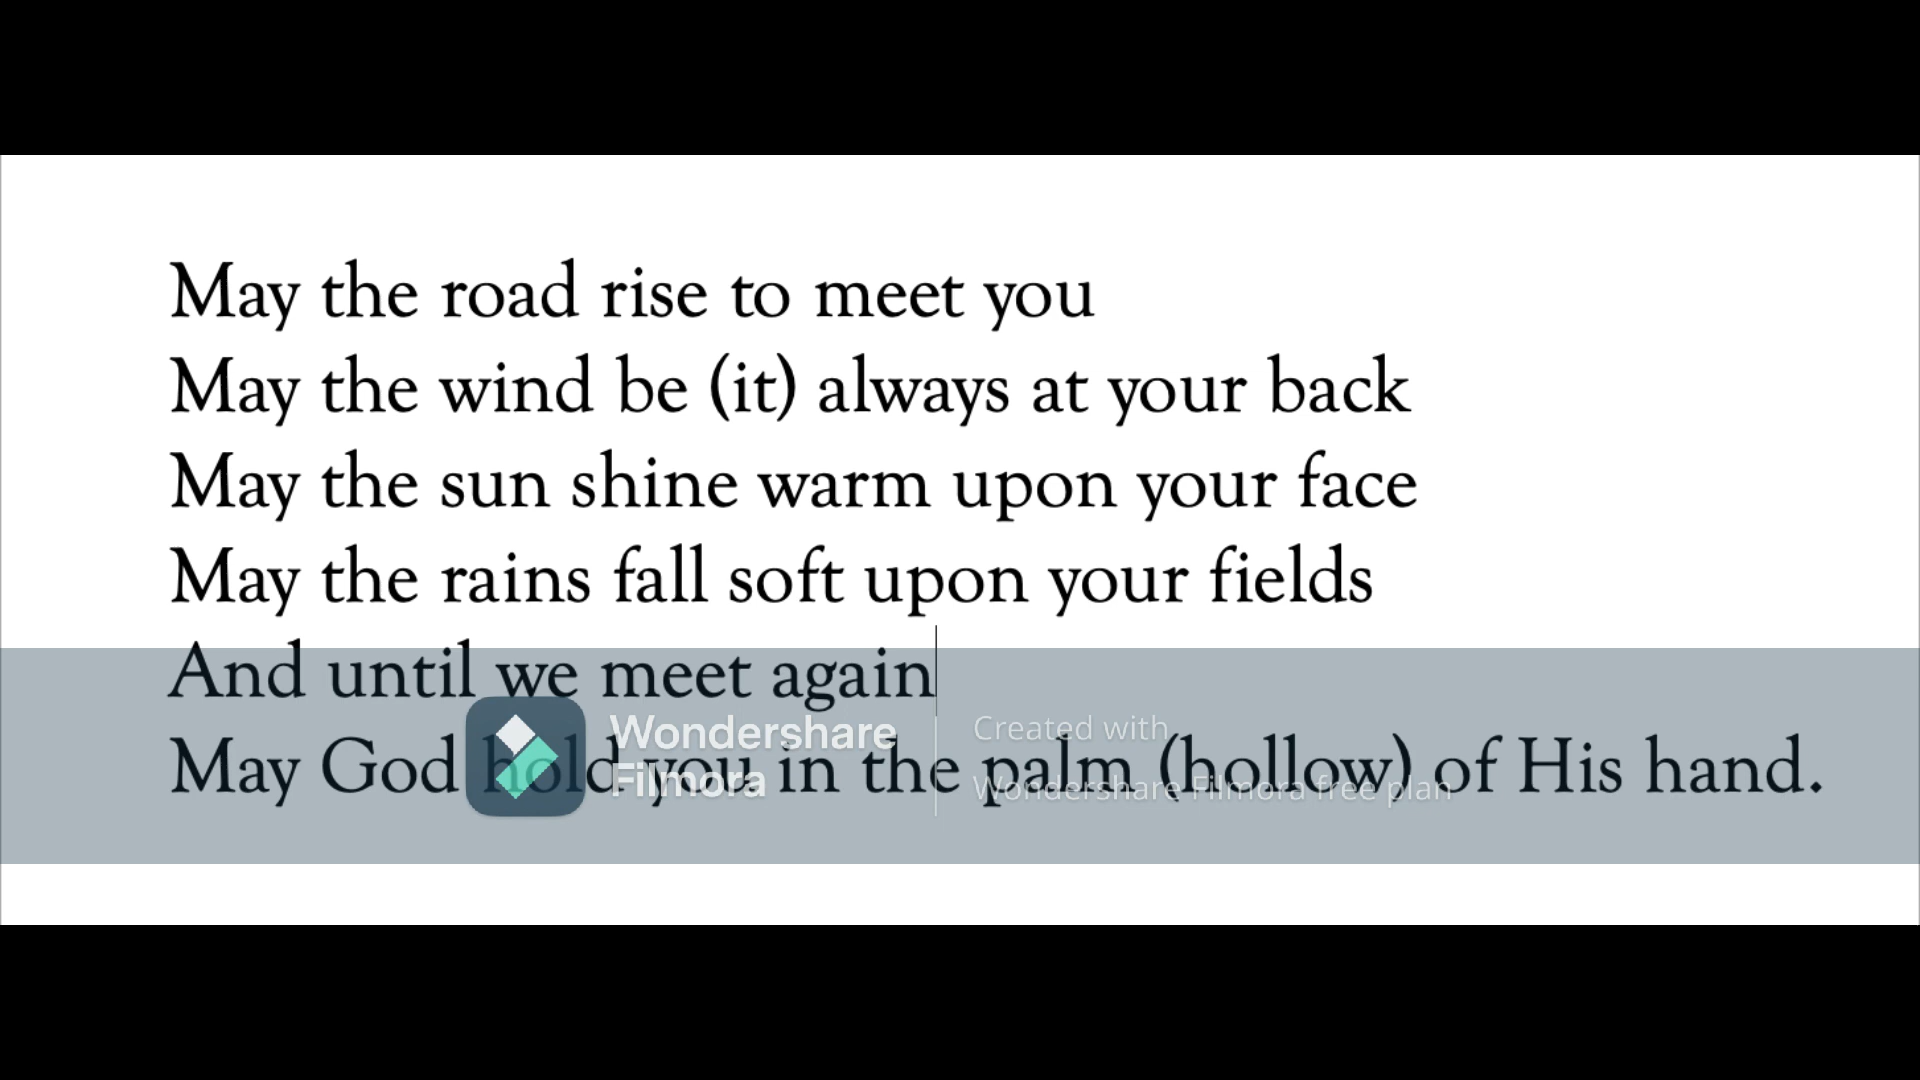 May the road rise to meet you
May the wind be (it) always at your back
May the sun shine warm upon your face
May the rains fall soft upon your fields
And until we meet again
May God hold you in the palm (hollow) of His hand.
Wondershare
Filmora
Created with
Wondershare Filmora free plan